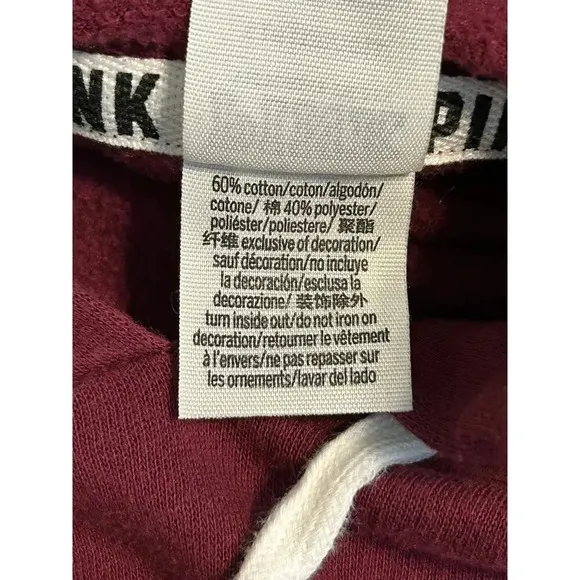 NK
PI
60% cotton/coton/algodón/
cotone/ 棉 40% polyester/
poliéster/poliestere/ 聚酯
纤维 exclusive of decoration/
sauf décoration/no incluye
la decoración/esclusa la
decorazione/ 装饰除外
turn inside out/do not iron on
decoration/retourner le vêtement
à l'envers/ne pas repasser sur
les ornements/lavar del lado